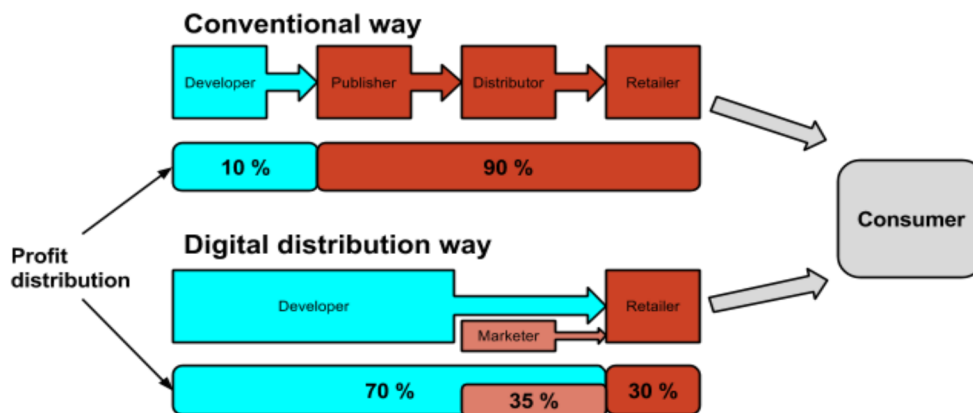 Conventional way
Developer
Publisher
Distributor
Retailer
10 %
90 %
Consumer
Profit
distribution
Digital distribution way
Developer
Retailer
Marketer
70 %
35 %
30 %